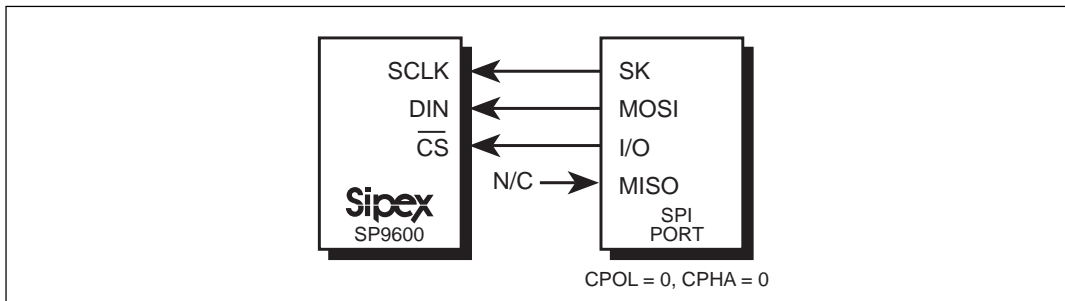 SCLK
SK
DIN
MOSI
CS
I/O
N/C
MISO
Sipex
SP9600
SPI
PORT
CPOL = 0, CPHA = 0